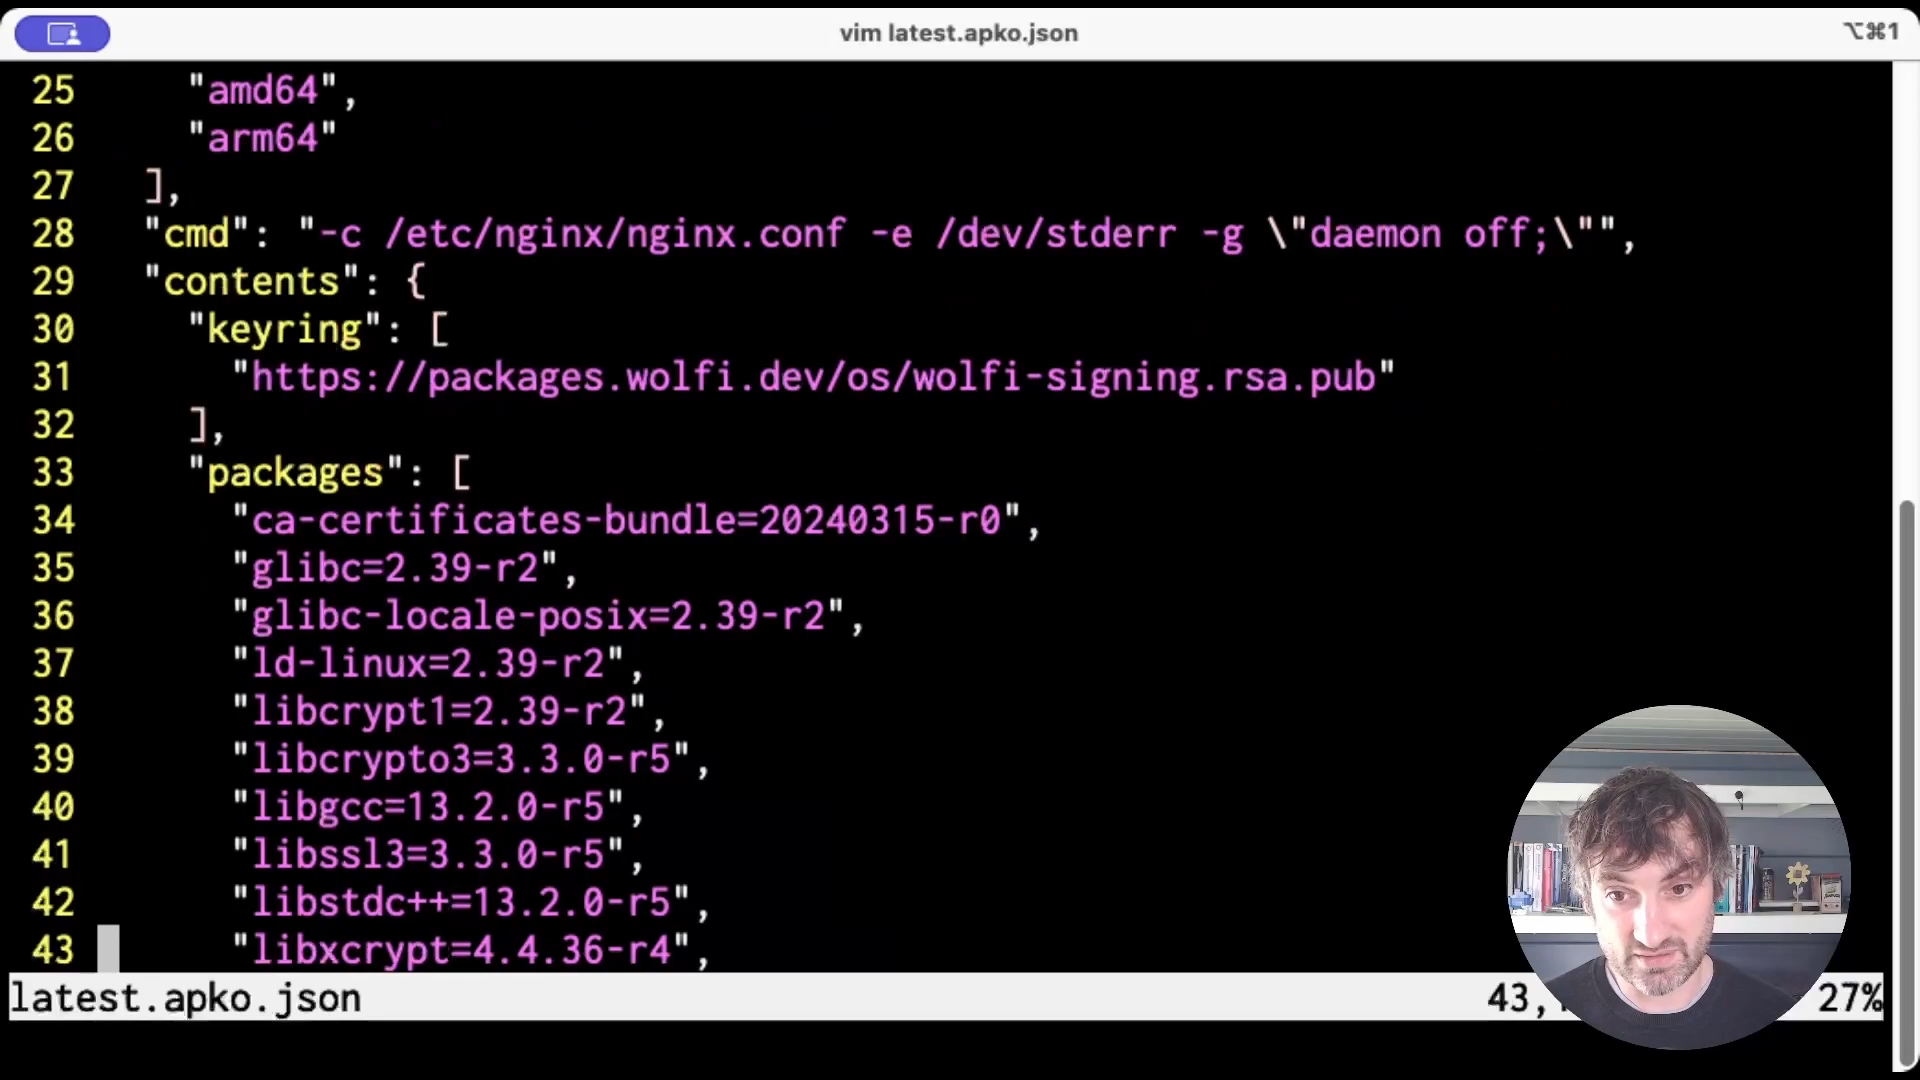 vim latest.apko.json
⌥⌘1
25 "amd64",
26 "arm64"
27 ],
28 "cmd": "-c /etc/nginx/nginx.conf -e /dev/stderr -g \"daemon off;\"",
29 "contents": {
30 "keyring": [
31 "https://packages.wolfi.dev/os/wolfi-signing.rsa.pub"
32 ],
33 "packages": [
34 "ca-certificates-bundle=20240315-r0",
35 "glibc=2.39-r2",
36 "glibc-locale-posix=2.39-r2",
37 "ld-linux=2.39-r2",
38 "libcrypt1=2.39-r2",
39 "libcrypto3=3.3.0-r5",
40 "libgcc=13.2.0-r5",
41 "libssl3=3.3.0-r5",
42 "libstdc++=13.2.0-r5",
43 "libxcrypt=4.4.36-r4",
latest.apko.json 43, 27%